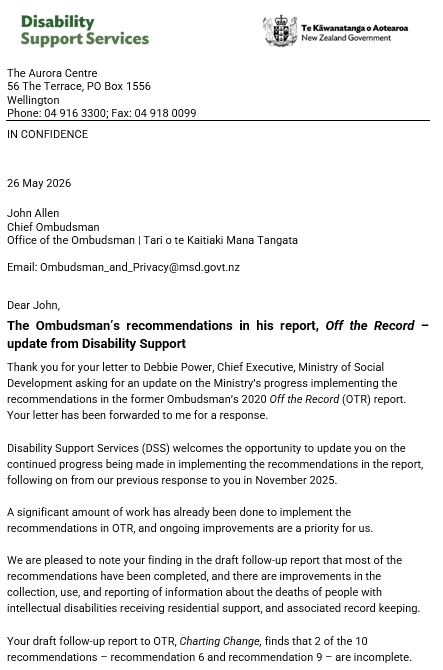 Disability
Support Services
Te Kāwanatanga o Aotearoa
New Zealand Government
The Aurora Centre
56 The Terrace, PO Box 1556
Wellington
Phone: 04 916 3300; Fax: 04 918 0099
IN CONFIDENCE
26 May 2026
John Allen
Chief Ombudsman
Office of the Ombudsman | Tari o te Kaitiaki Mana Tangata
Email: Ombudsman_and_Privacy@msd.govt.nz
Dear John,
The Ombudsman's recommendations in his report, Off the Record –
update from Disability Support
Thank you for your letter to Debbie Power, Chief Executive, Ministry of Social
Development asking for an update on the Ministry's progress implementing the
recommendations in the former Ombudsman's 2020 Off the Record (OTR) report.
Your letter has been forwarded to me for a response.
Disability Support Services (DSS) welcomes the opportunity to update you on the
continued progress being made in implementing the recommendations in the report,
following on from our previous response to you in November 2025.
A significant amount of work has already been done to implement the
recommendations in OTR, and ongoing improvements are a priority for us.
We are pleased to note your finding in the draft follow-up report that most of the
recommendations have been completed, and there are improvements in the
collection, use, and reporting of information about the deaths of people with
intellectual disabilities receiving residential support, and associated record keeping.
Your draft follow-up report to OTR, Charting Change, finds that 2 of the 10
recommendations – recommendation 6 and recommendation 9 – are incomplete.